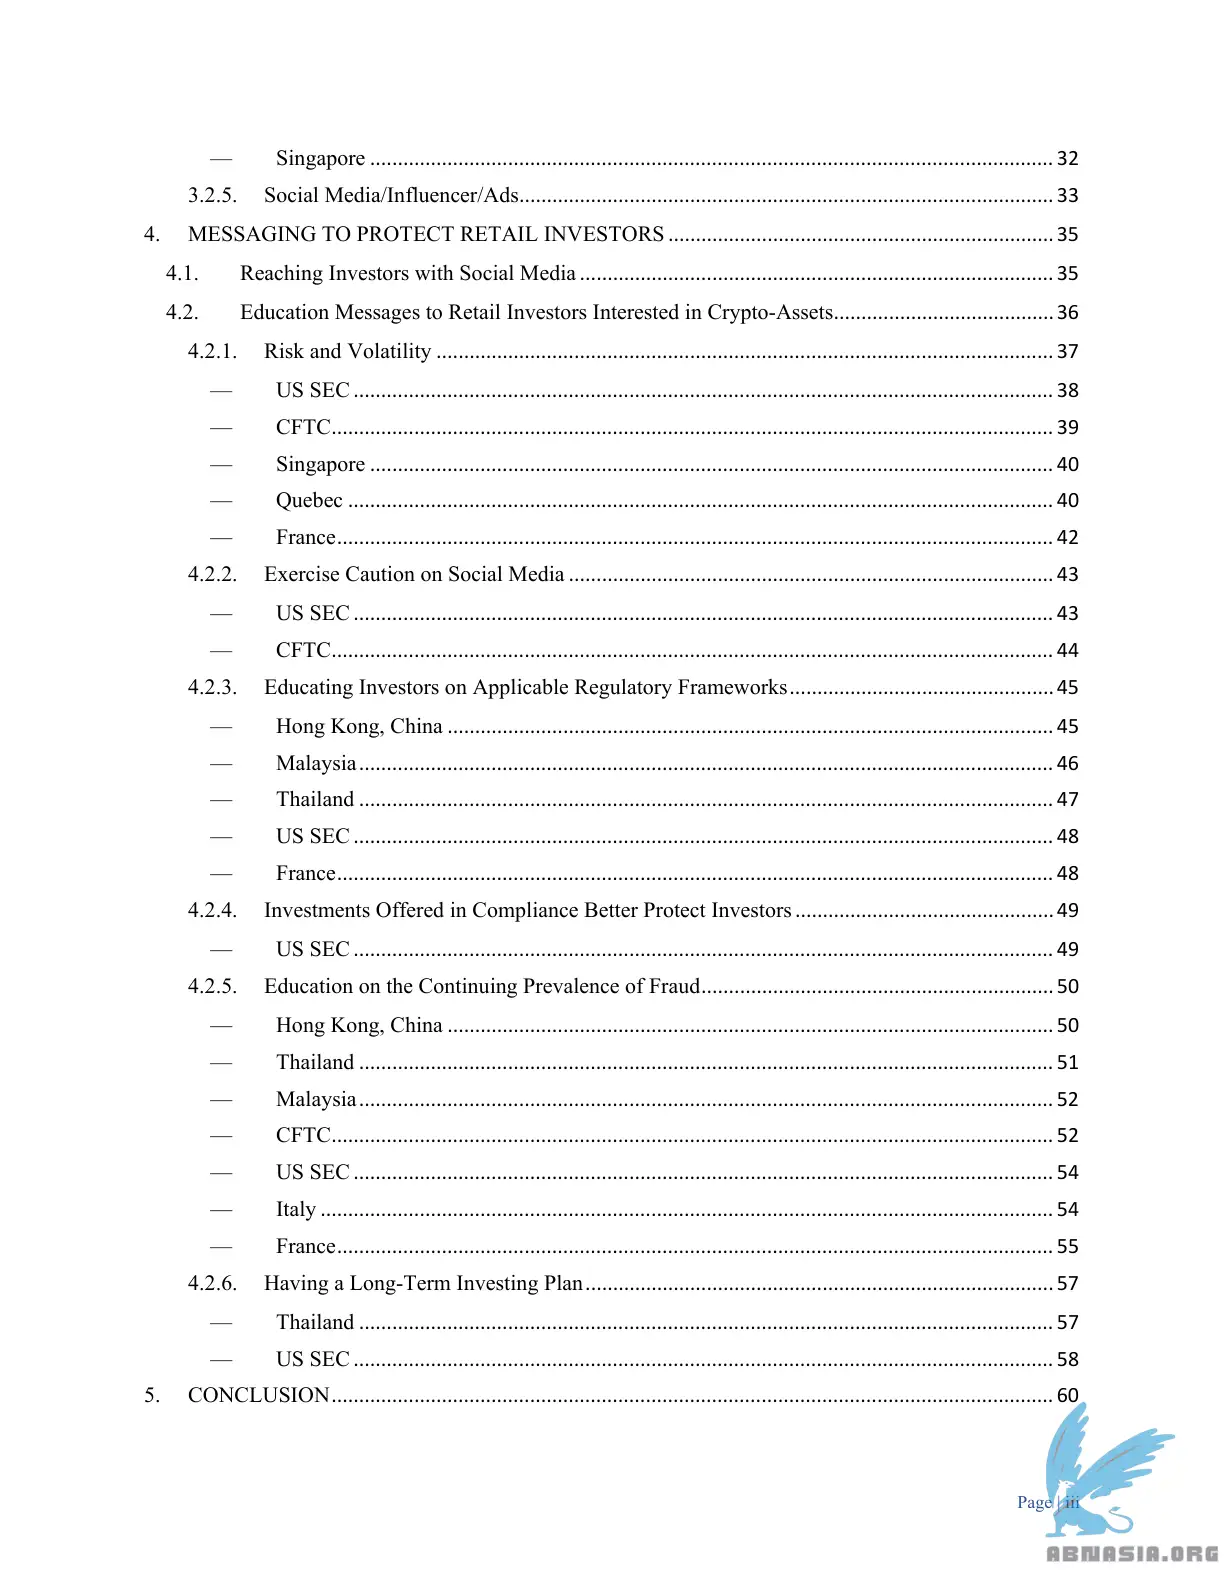 — Singapore ........................................ 32
3.2.5. Social Media/Influencer/Ads........................................ 33
4. MESSAGING TO PROTECT RETAIL INVESTORS ........................................ 35
4.1. Reaching Investors with Social Media ........................................ 35
4.2. Education Messages to Retail Investors Interested in Crypto-Assets........................................ 36
4.2.1. Risk and Volatility ........................................ 37
— US SEC ........................................ 38
— CFTC........................................ 39
— Singapore ........................................ 40
— Quebec ........................................ 40
— France........................................ 42
4.2.2. Exercise Caution on Social Media ........................................ 43
— US SEC ........................................ 43
— CFTC........................................ 44
4.2.3. Educating Investors on Applicable Regulatory Frameworks........................................ 45
— Hong Kong, China ........................................ 45
— Malaysia........................................ 46
— Thailand ........................................ 47
— US SEC ........................................ 48
— France........................................ 48
4.2.4. Investments Offered in Compliance Better Protect Investors ........................................ 49
— US SEC ........................................ 49
4.2.5. Education on the Continuing Prevalence of Fraud........................................ 50
— Hong Kong, China ........................................ 50
— Thailand ........................................ 51
— Malaysia........................................ 52
— CFTC........................................ 52
— US SEC ........................................ 54
— Italy ........................................ 54
— France........................................ 55
4.2.6. Having a Long-Term Investing Plan........................................ 57
— Thailand ........................................ 57
— US SEC ........................................ 58
5. CONCLUSION........................................ 60
Page | iii
ABNASIA.ORG